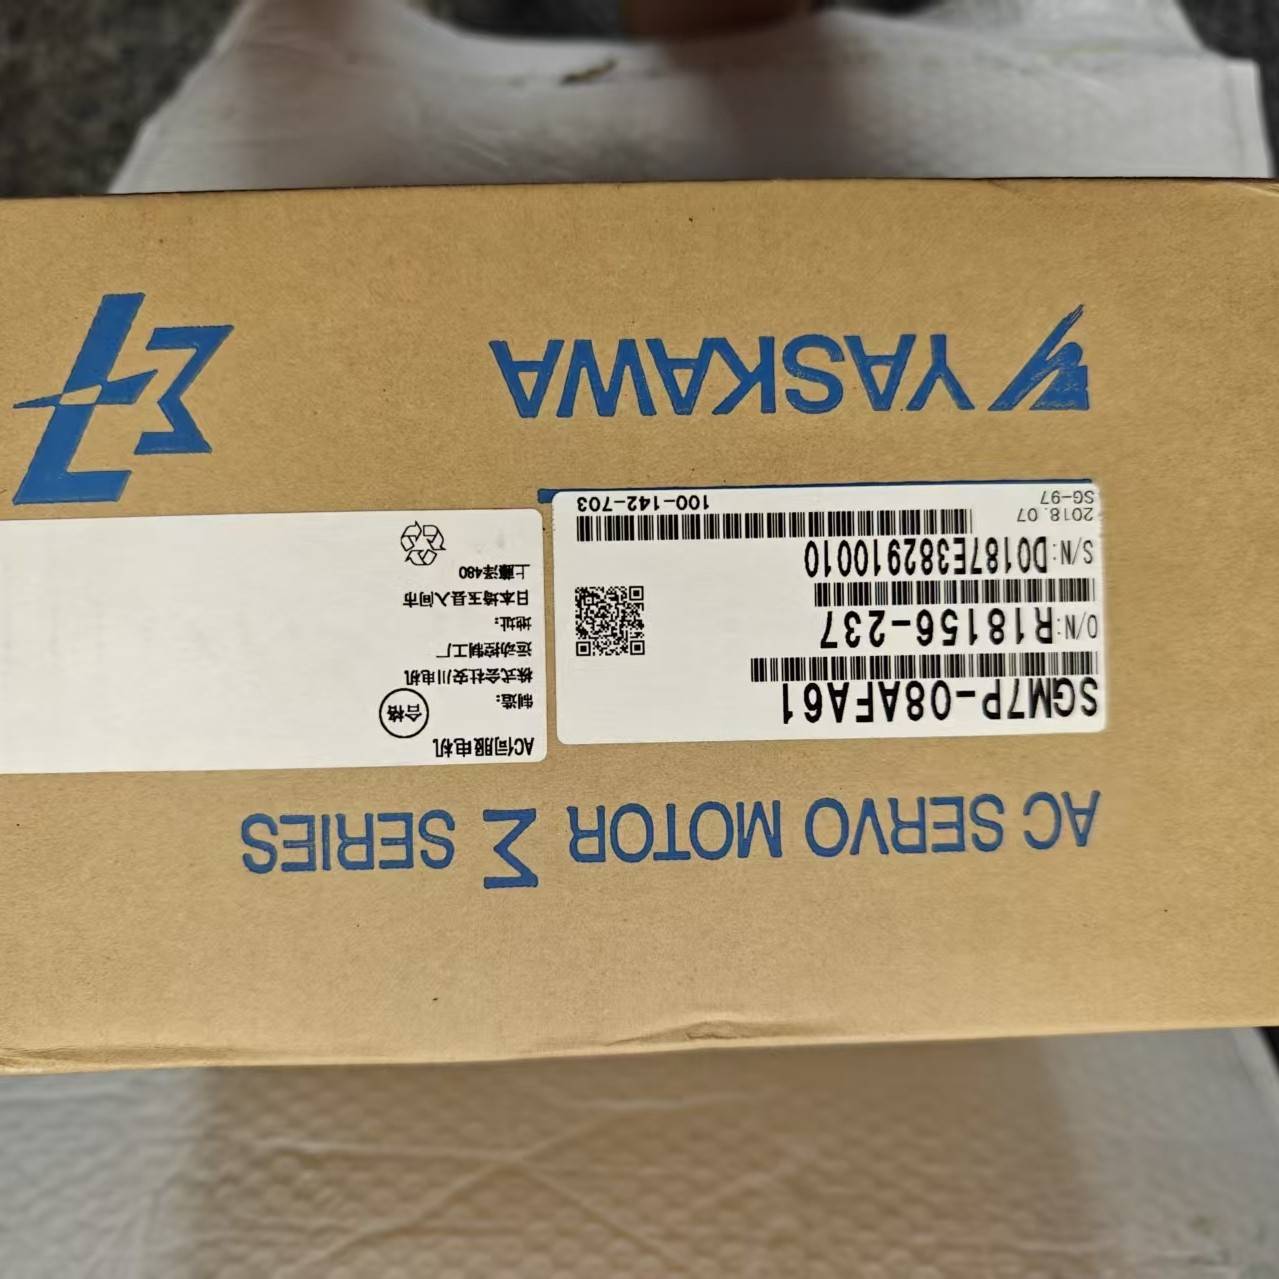 AC SERVO MOTOR Σ SERIES
SGM7P-08AFA61
O/N: R18156-237
S/N: D0187E382910010
2018.07
SG-97
100-142-703
AC伺服电机
合格
制造:
株式会社安川电机
运动控制工厂
地址:
日本埼玉县入间市
上藤泽480
YASKAWA
Σ7